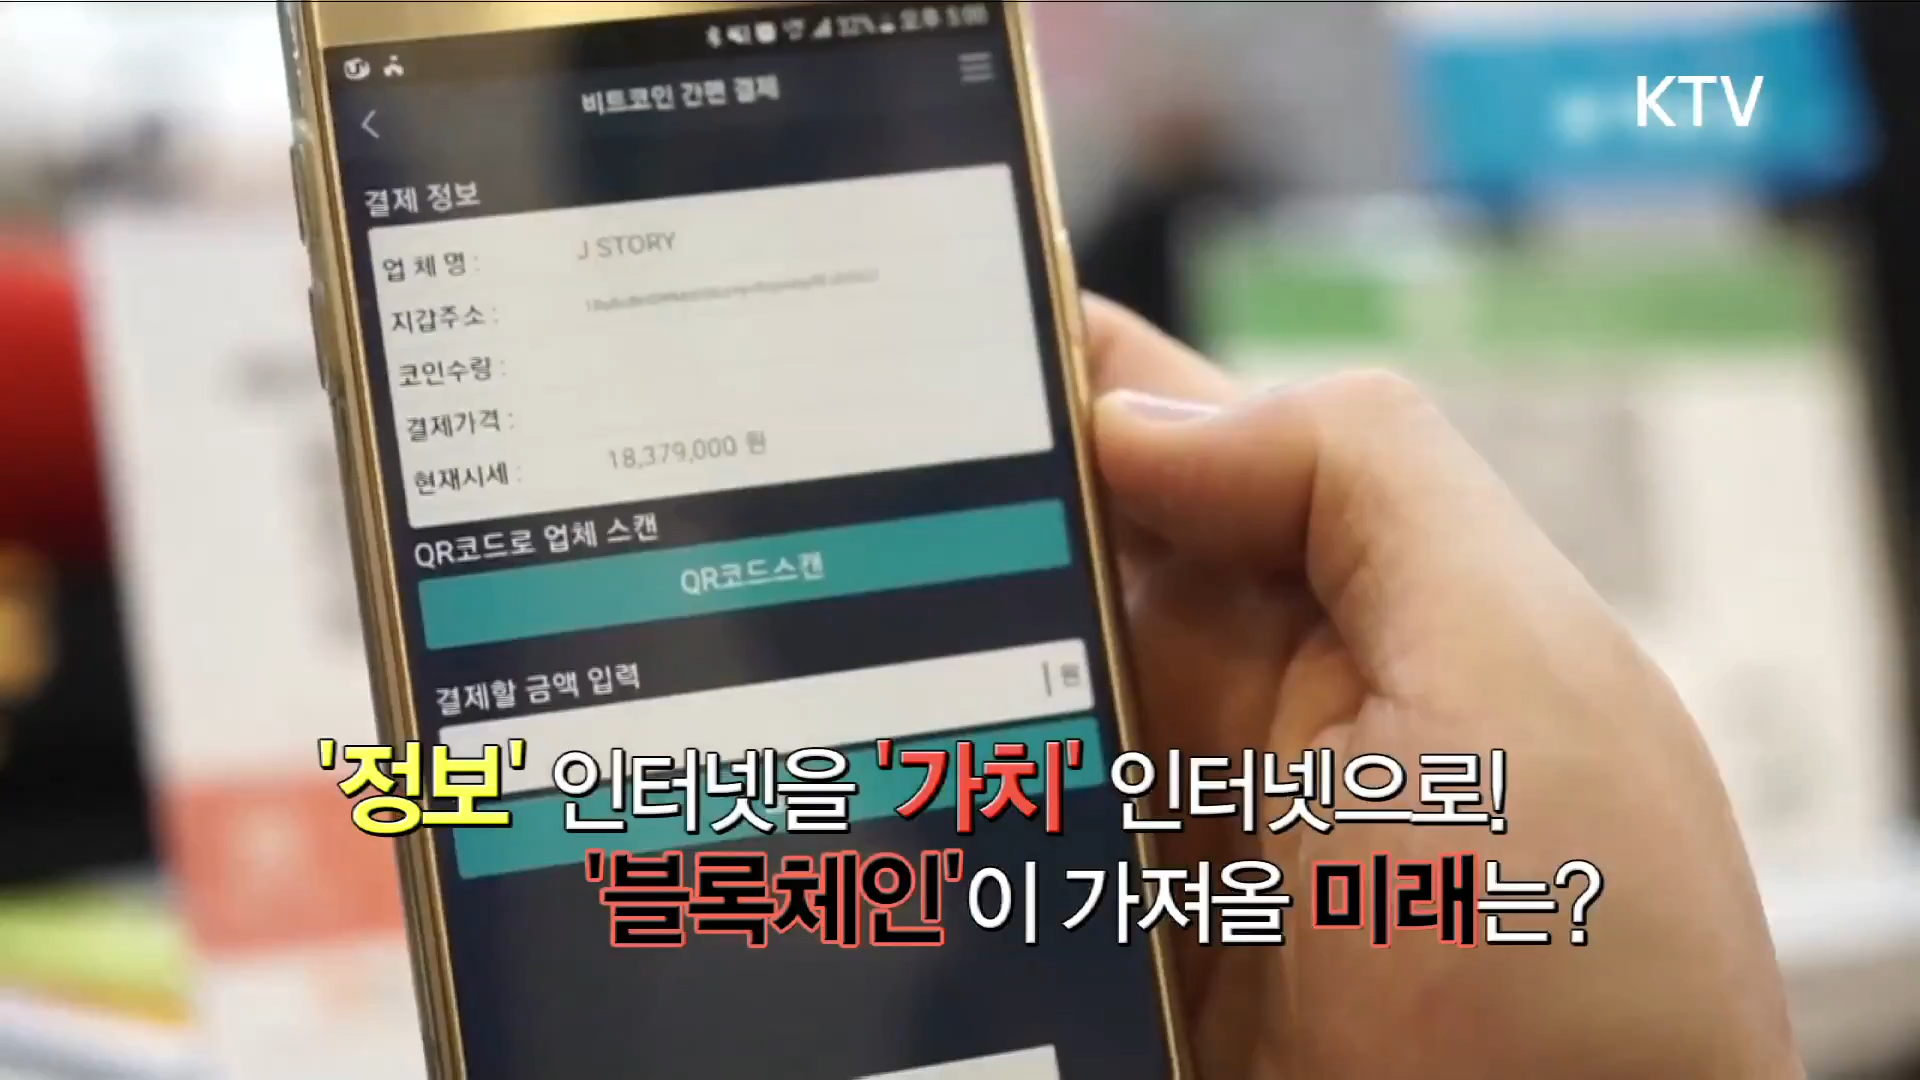 오후 5:00
KTV
비트코인 간편 결제
결제 정보
업 체 명 : J STORY
지갑주소 :
코인수량 :
결제가격 :
현재시세 : 18,379,000 원
QR코드로 업체 스캔
QR코드스캔
결제할 금액 입력
원
'정보' 인터넷을 '가치' 인터넷으로!
'블록체인'이 가져올 미래는?